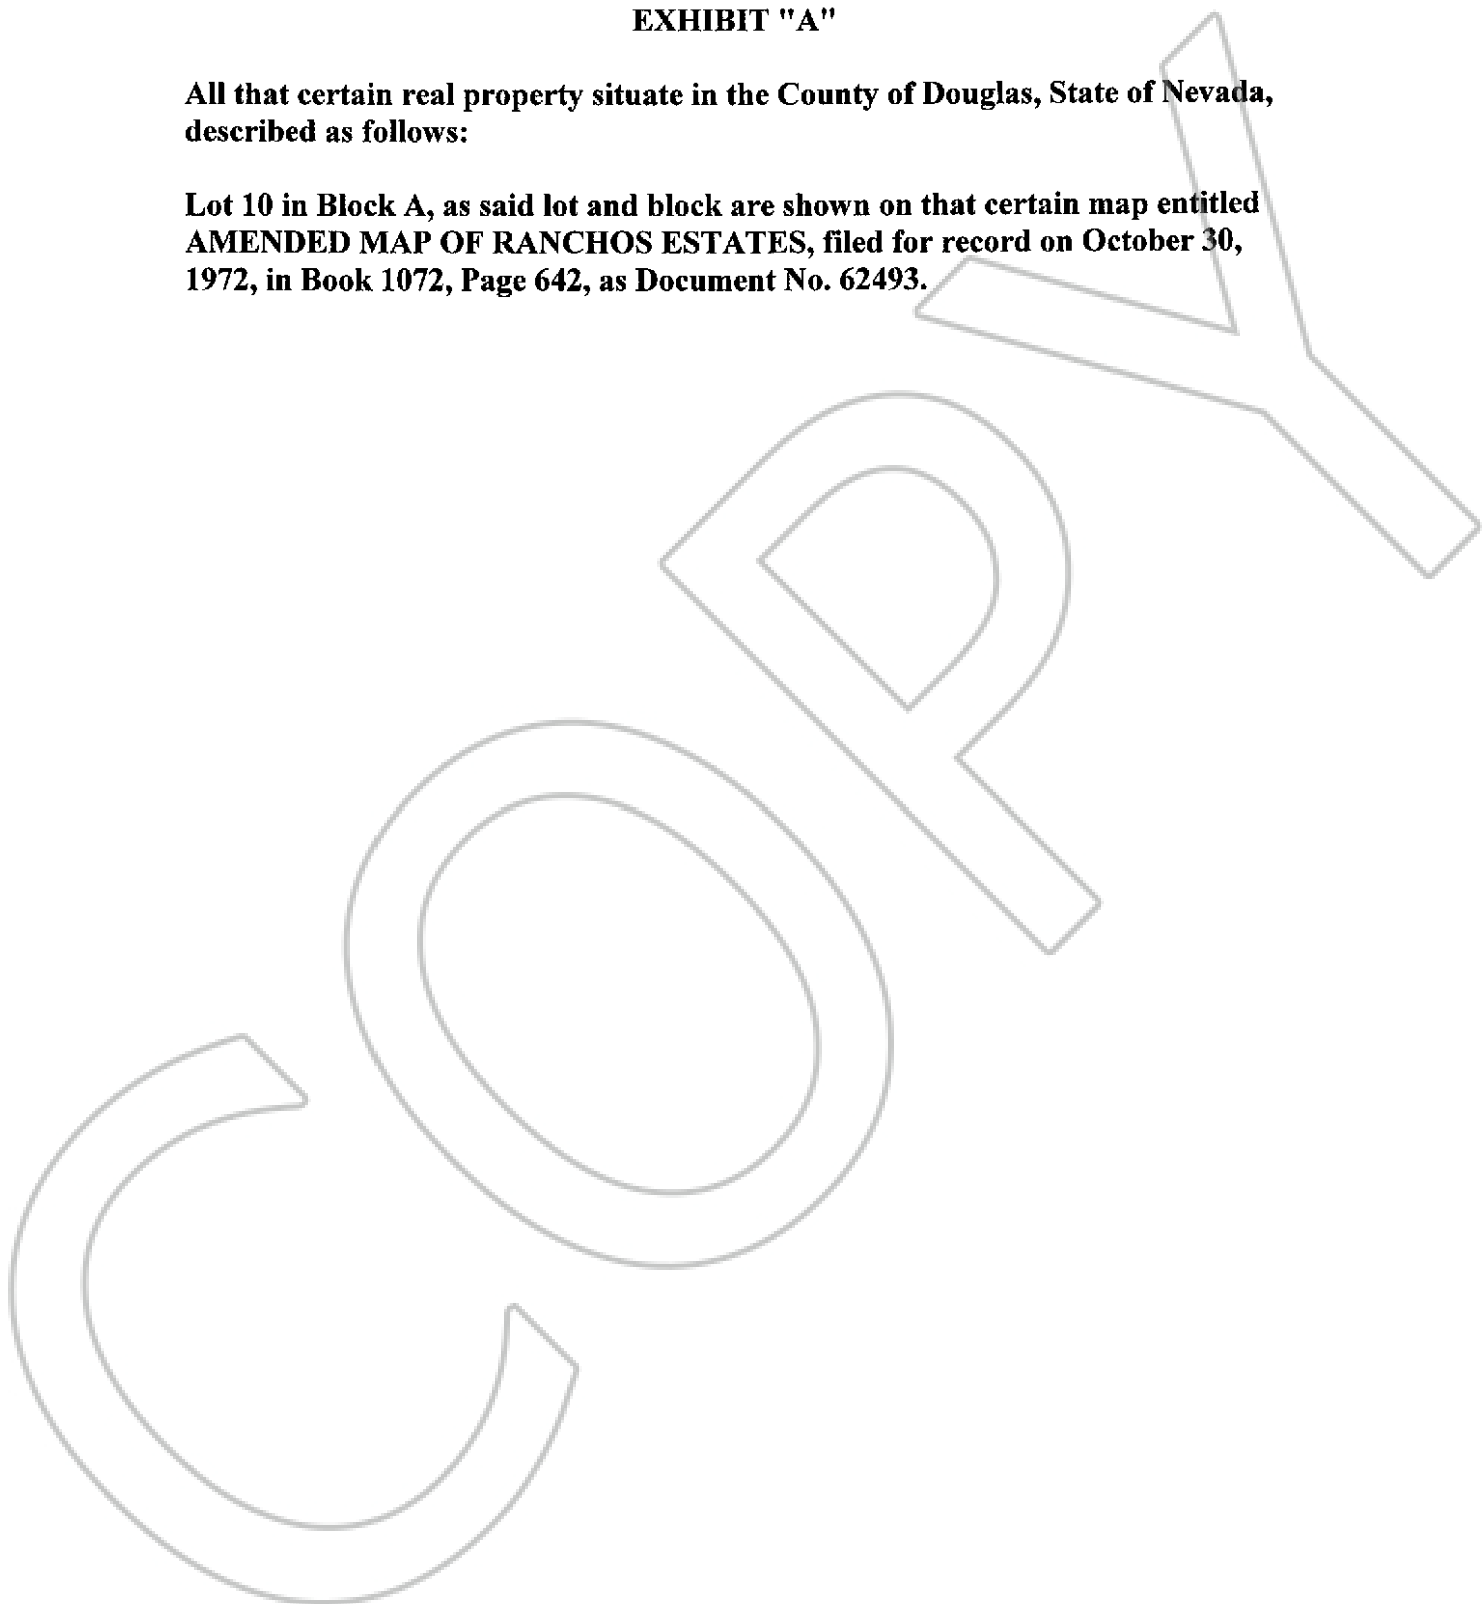 EXHIBIT "A"
All that certain real property situate in the County of Douglas, State of Nevada,
described as follows:
Lot 10 in Block A, as said lot and block are shown on that certain map entitled
AMENDED MAP OF RANCHOS ESTATES, filed for record on October 30,
1972, in Book 1072, Page 642, as Document No. 62493.
COPY